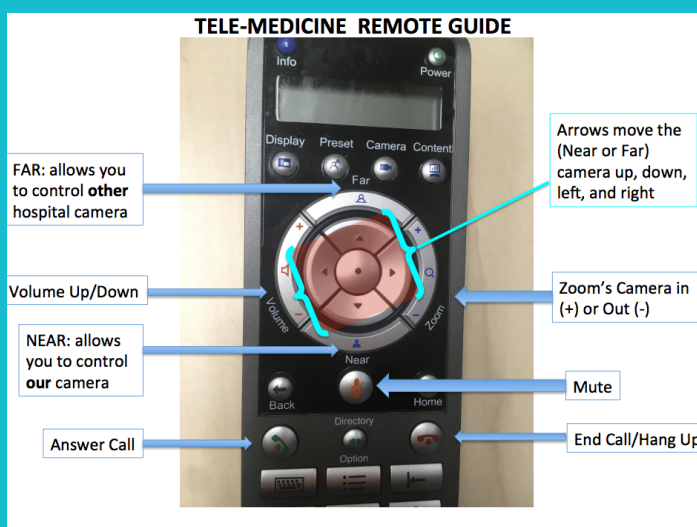 TELE-MEDICINE REMOTE GUIDE
Info
Power
Display Preset Camera Content
Far
FAR: allows you
to control other
hospital camera
Arrows move the
(Near or Far)
camera up, down,
left, and right
+
+
Volume Up/Down
Volume
Zoom
-
-
Zoom's Camera in
(+) or Out (-)
NEAR: allows
you to control
our camera
Near
Back
Home
Mute
Directory
Answer Call
End Call/Hang Up
Option